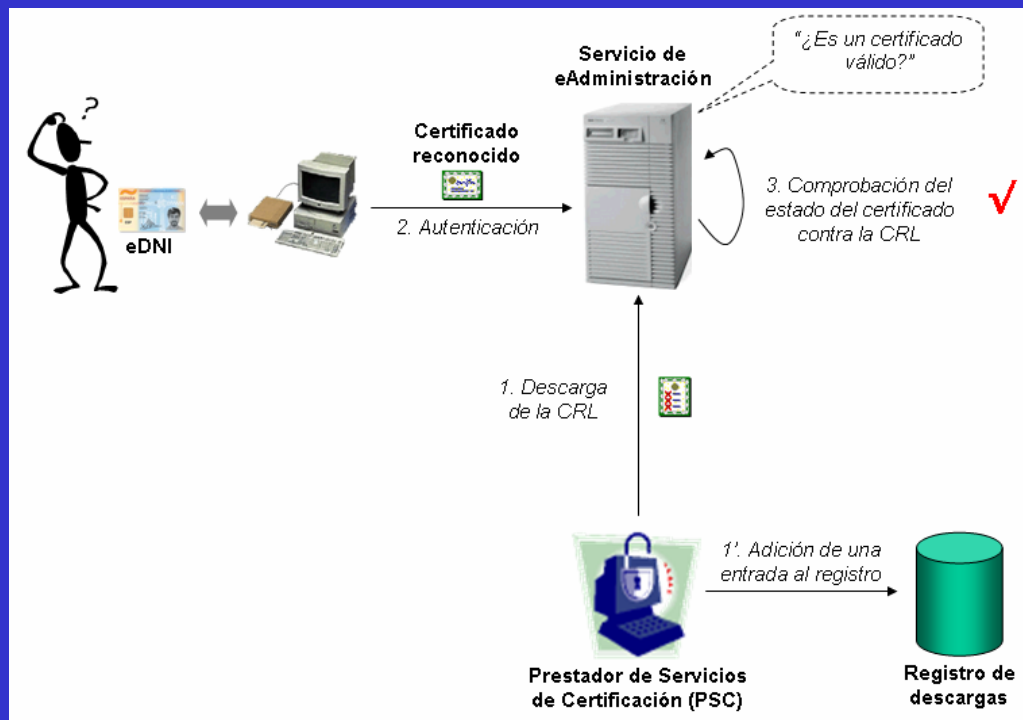 "¿Es un certificado
válido?"
Servicio de
eAdministración
?
Certificado
reconocido
2. Autenticación
eDNI
3. Comprobación del
estado del certificado
contra la CRL
√
1. Descarga
de la CRL
1'. Adición de una
entrada al registro
Prestador de Servicios
de Certificación (PSC)
Registro de
descargas